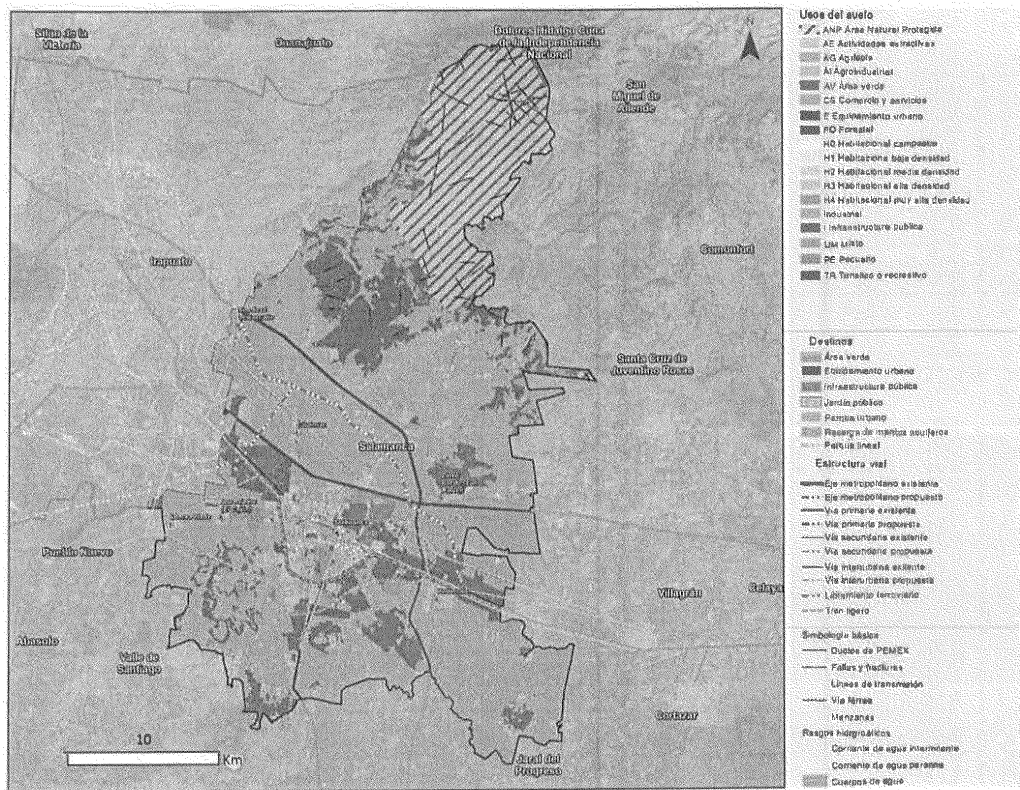 Silao de la
Victoria
Guanajuato
Dolores Hidalgo Cuna
de la Independencia
Nacional
N
San
Miguel de
Allende
Irapuato
Comonfort
Santa Cruz de
Juventino Rosas
Salamanca
Pueblo Nuevo
Villagrán
Celaya
Abasolo
Valle de
Santiago
Cortazar
Jaral del
Progreso
10
Km
Usos del suelo
ANP Área Natural Protegida
AE Actividades extractivas
AG Agrícola
AI Agroindustrial
AV Área verde
CS Comercio y servicios
E Equipamiento urbano
FO Forestal
H0 Habitacional campestre
H1 Habitaciona baja densidad
H2 Habitacional media densidad
H3 Habitacional alta densidad
H4 Habitacional muy alta densidad
Industrial
I Infraestructura pública
UM Mixto
PE Pecuario
TR Turístico o recreativo
Destinos
Área verde
Equipamiento urbano
Infraestructura pública
Jardín público
Parque urbano
Recarga de mantos acuíferos
Parque lineal
Estructura vial
Eje metropolitano existente
Eje metropolitano propuesto
Vía primaria existente
Vía primaria propuesta
Vía secundaria existente
Vía secundaria propuesta
Vía interurbana existente
Vía interurbana propuesta
Libramiento ferroviario
Tren ligero
Simbología básica
Ductos de PEMEX
Fallas y fracturas
Líneas de transmisión
Vía férrea
Manzanas
Rasgos hidrográficos
Corriente de agua intermitente
Corriente de agua perenne
Cuerpos de agua